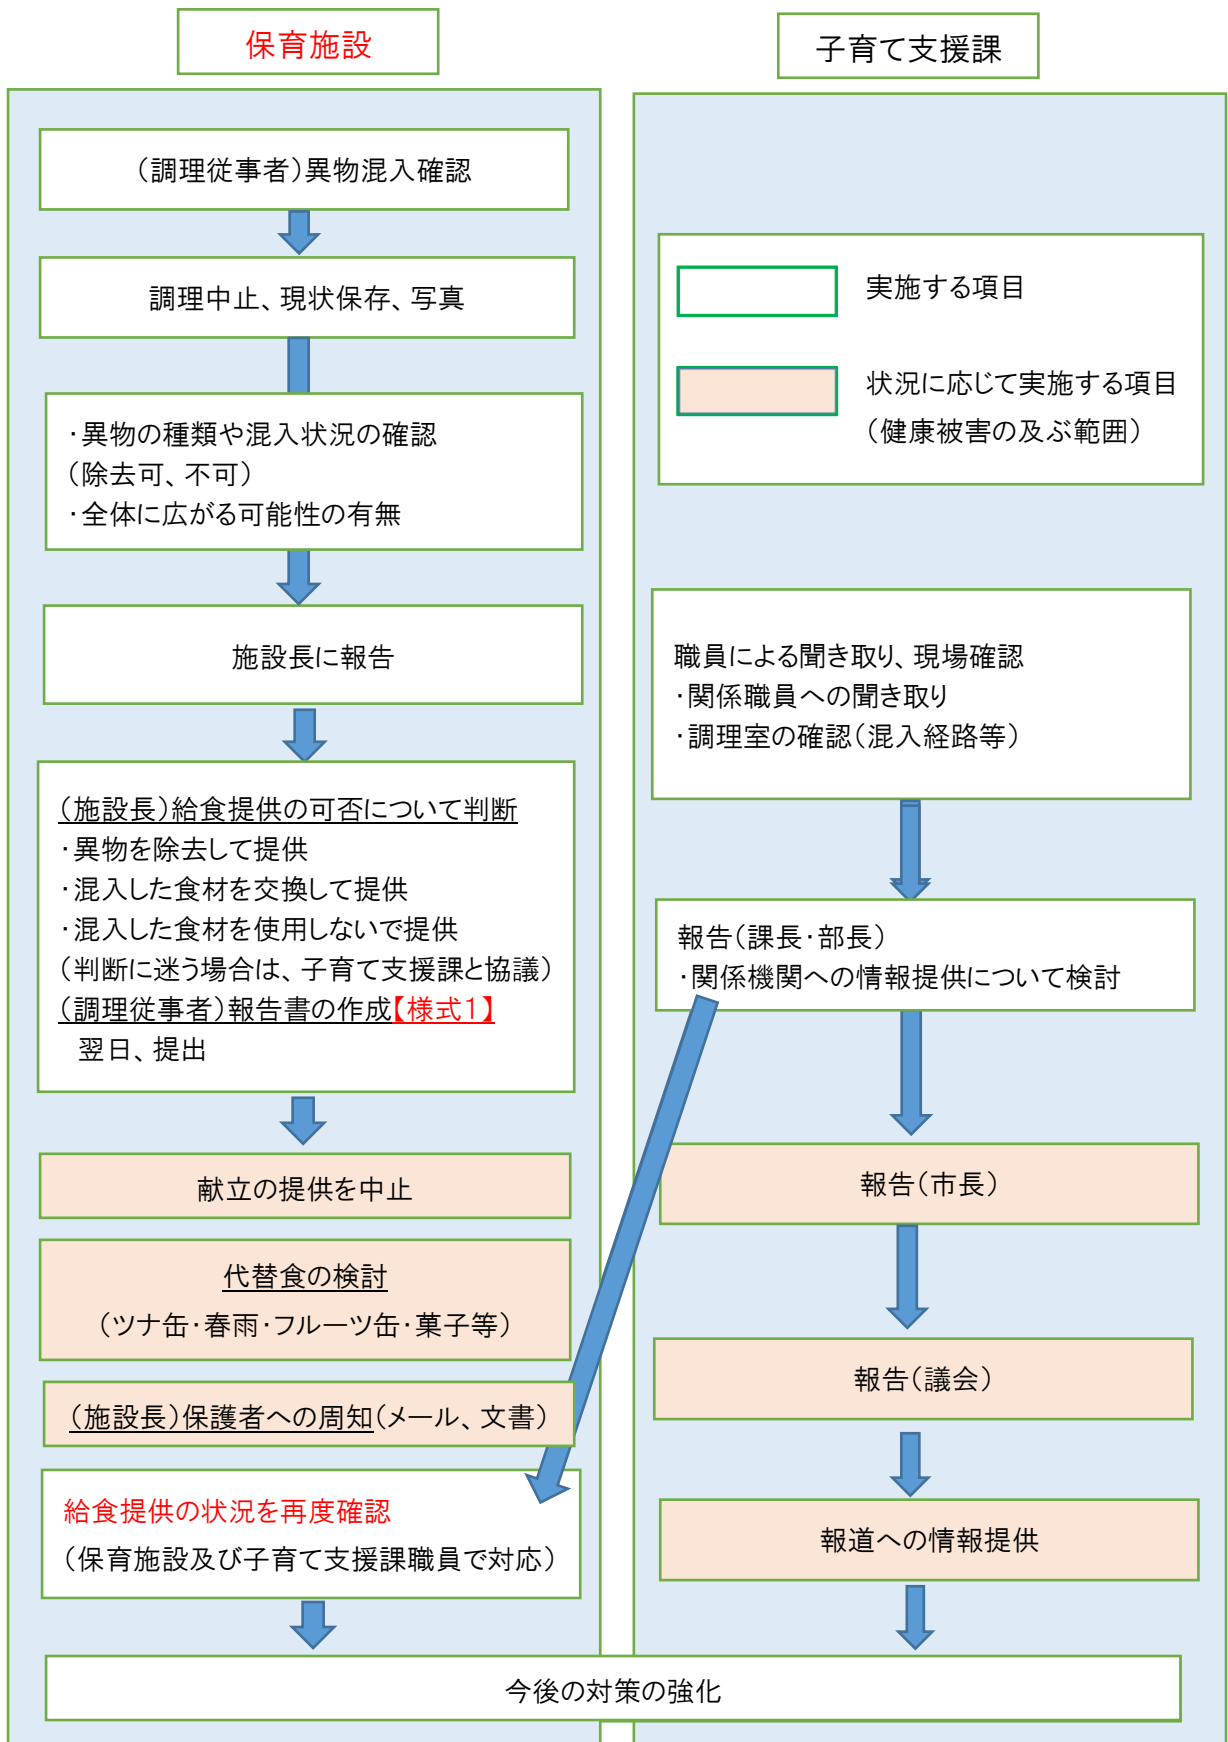 保育施設
(調理従事者)異物混入確認
調理中止、現状保存、写真
・異物の種類や混入状況の確認
(除去可、不可)
・全体に広がる可能性の有無
施設長に報告
(施設長)給食提供の可否について判断
・異物を除去して提供
・混入した食材を交換して提供
・混入した食材を使用しないで提供
(判断に迷う場合は、子育て支援課と協議)
(調理従事者)報告書の作成【様式1】
翌日、提出
献立の提供を中止
代替食の検討
(ツナ缶・春雨・フルーツ缶・菓子等)
(施設長)保護者への周知(メール、文書)
給食提供の状況を再度確認
(保育施設及び子育て支援課職員で対応)
子育て支援課
実施する項目
状況に応じて実施する項目
(健康被害の及ぶ範囲)
職員による聞き取り、現場確認
・関係職員への聞き取り
・調理室の確認(混入経路等)
報告(課長・部長)
・関係機関への情報提供について検討
報告(市長)
報告(議会)
報道への情報提供
今後の対策の強化